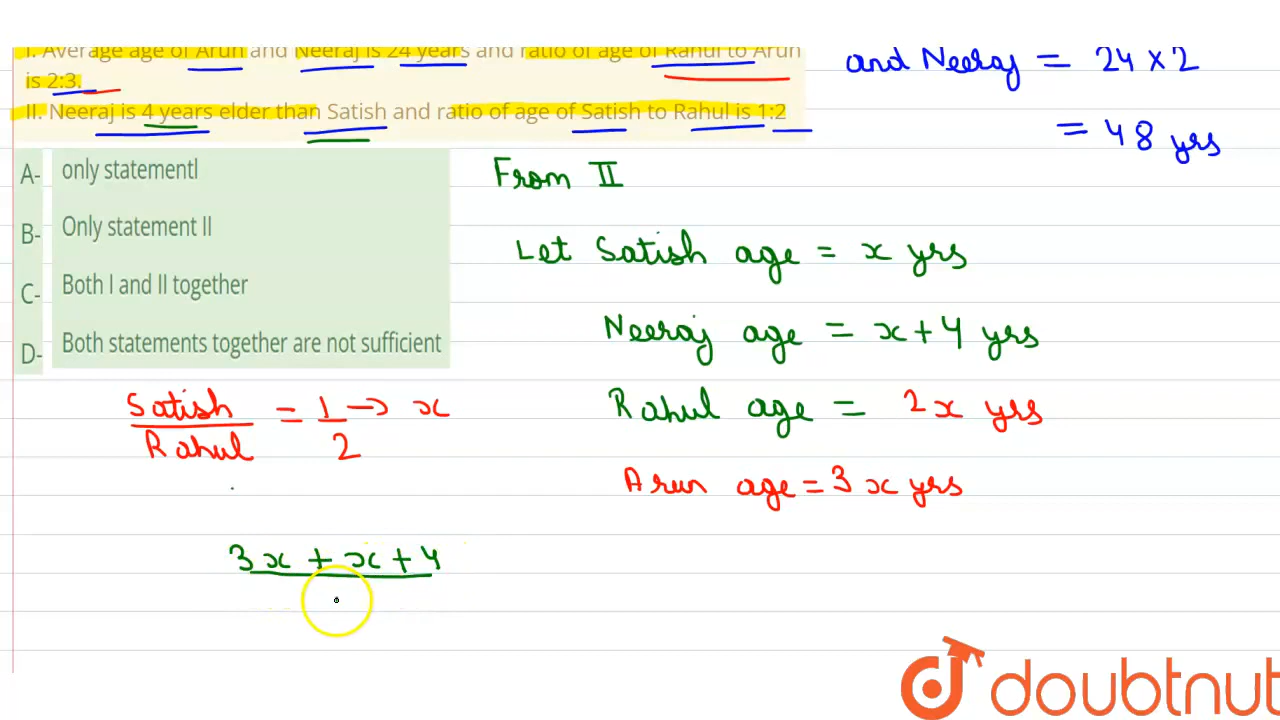 I. Average age of Arun and Neeraj is 24 years and ratio of age of Rahul to Arun
is 2:3.
II. Neeraj is 4 years elder than Satish and ratio of age of Satish to Rahul is 1:2
and Neeraj = 24 × 2
= 48 yrs
A- only statementl
B- Only statement II
C- Both I and II together
D- Both statements together are not sufficient
From II
Let Satish age = x yrs
Neeraj age = x+4 yrs
Rahul age = 2x yrs
Arun age = 3x yrs
Satish / Rahul = 1/2 → x
3x + x + 4
doubtnut